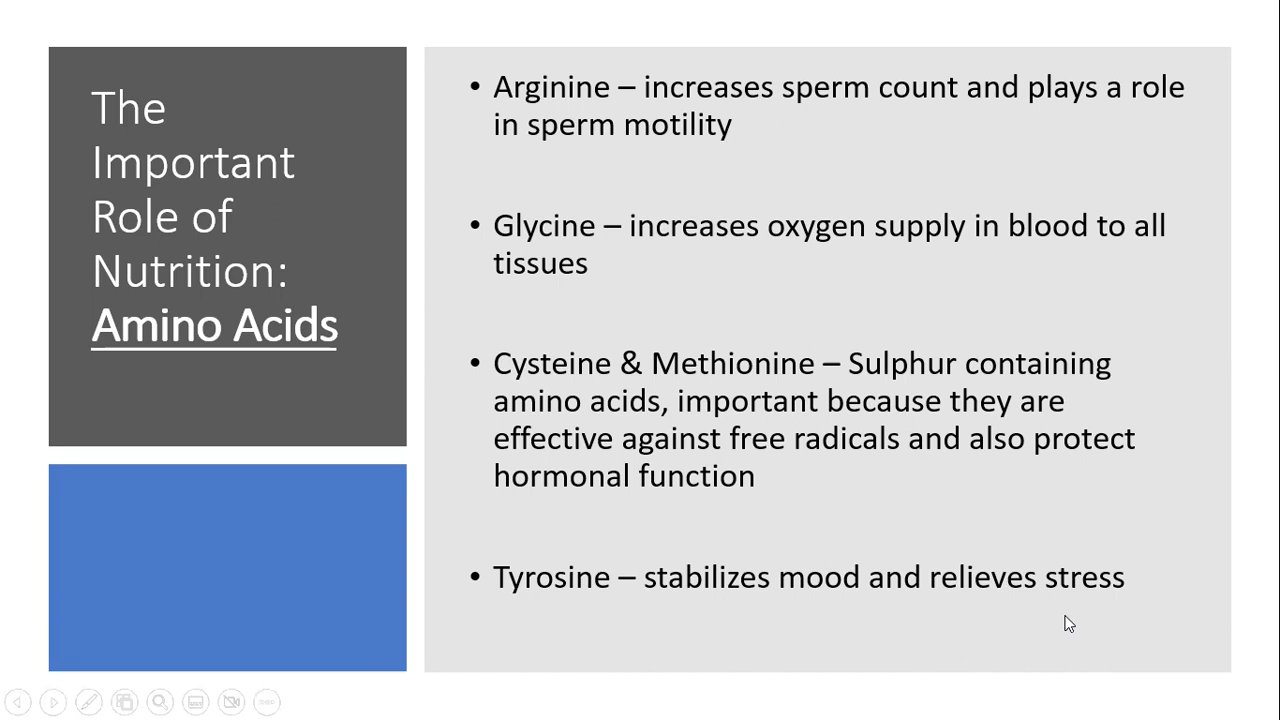 The
Important
Role of
Nutrition:
Amino Acids
• Arginine – increases sperm count and plays a role
in sperm motility
• Glycine – increases oxygen supply in blood to all
tissues
• Cysteine & Methionine – Sulphur containing
amino acids, important because they are
effective against free radicals and also protect
hormonal function
• Tyrosine – stabilizes mood and relieves stress